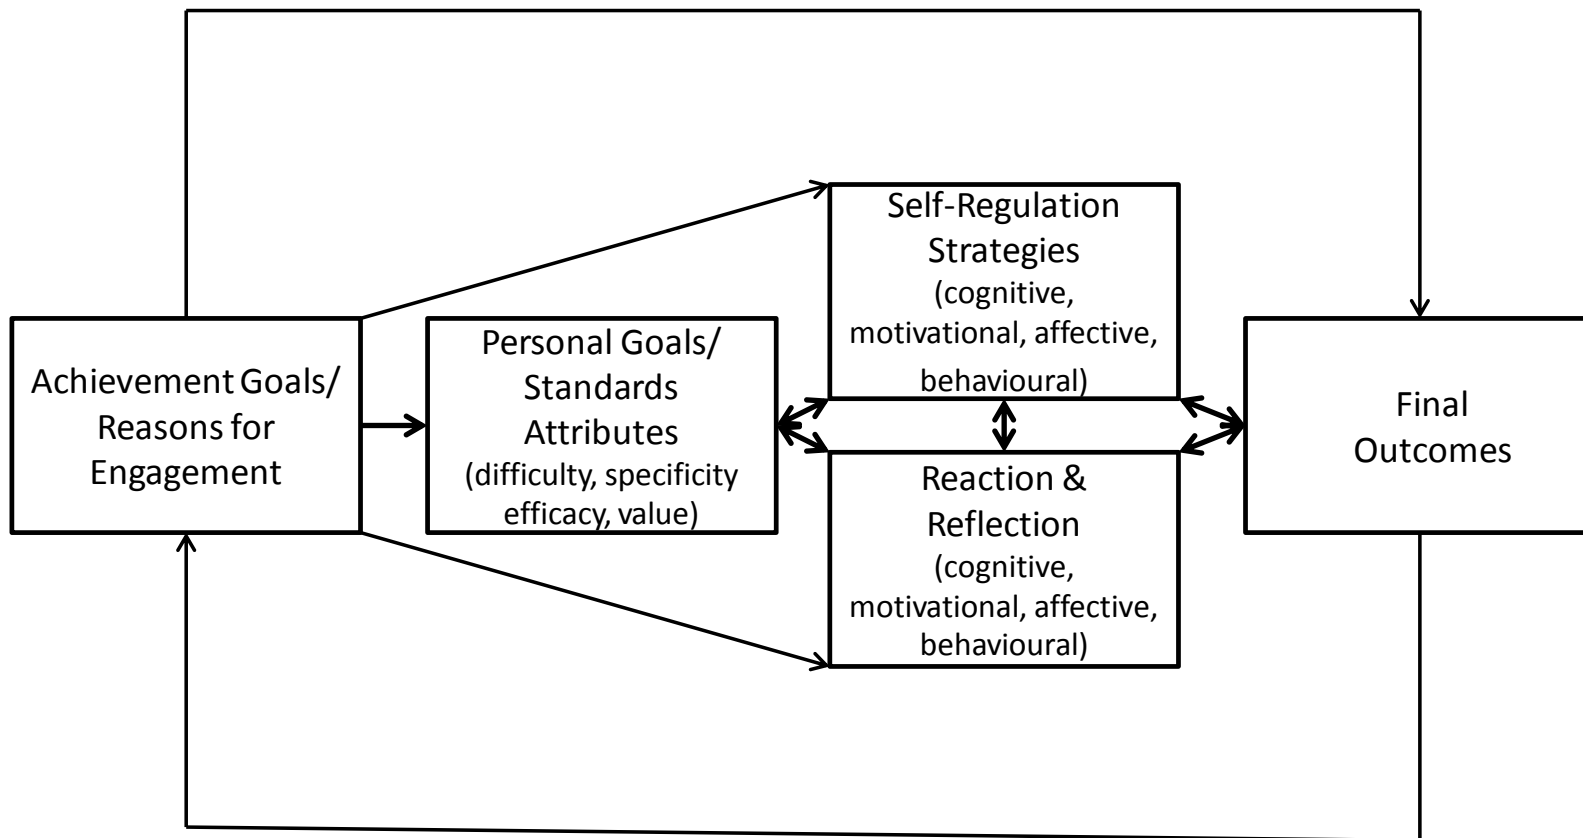 Achievement Goals/
Reasons for
Engagement
Personal Goals/
Standards
Attributes
(difficulty, specificity
efficacy, value)
Self-Regulation
Strategies
(cognitive,
motivational, affective,
behavioural)
Reaction &
Reflection
(cognitive,
motivational, affective,
behavioural)
Final
Outcomes